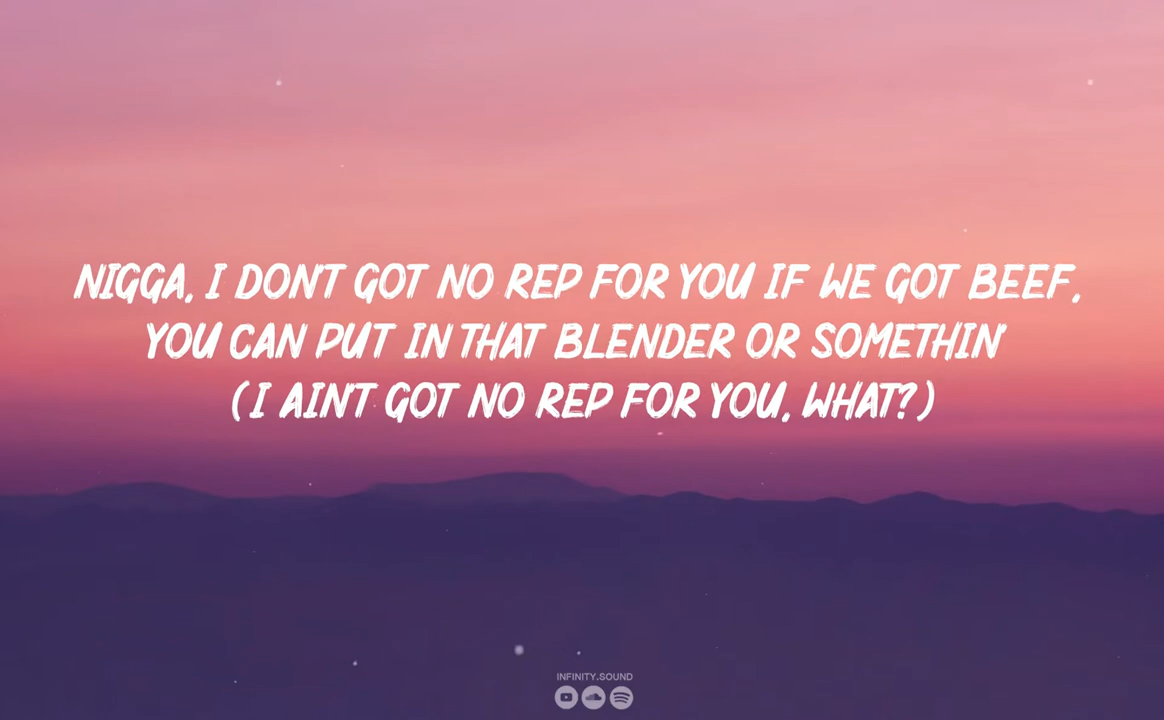 NIGGA, I DONT GOT NO REP FOR YOU IF WE GOT BEEF,
YOU CAN PUT IN THAT BLENDER OR SOMETHIN'
(I AIN'T GOT NO REP FOR YOU, WHAT?)
INFINITY.SOUND